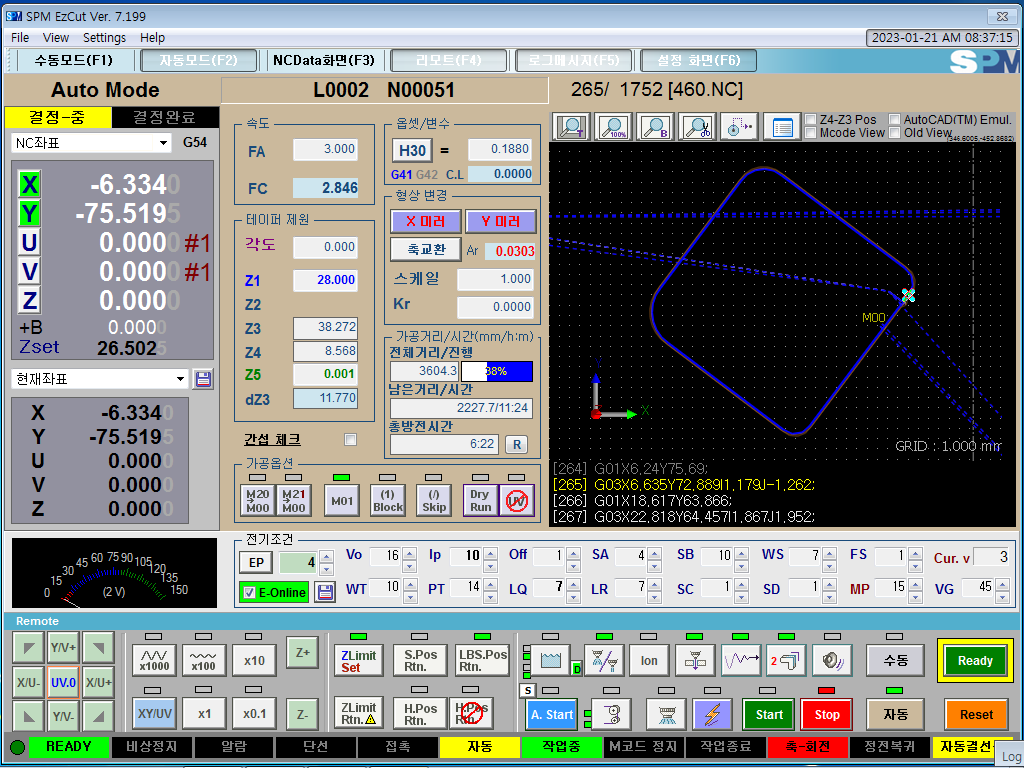 SPM EzCut Ver. 7.199
File View Settings Help
2023-01-21 AM 08:37:15
수동모드(F1) 자동모드(F2) NCData화면(F3) 리모트(F4) 로그메시지(F5) 설정 화면(F6)
SPM
Auto Mode
L0002 N00051
265/ 1752 [460.NC]
결정-중 결정완료
NC좌표 G54
X -6.3340
Y -75.5195
U 0.0000 #1
V 0.0000 #1
Z 0.0000
+B 0.0000
Zset 26.5025
현재좌표
X -6.3340
Y -75.5195
U 0.0000
V 0.0000
Z 0.0000
속도
FA 3.000
FC 2.846
테이퍼 제원
각도 0.000
Z1 28.000
Z2
Z3 38.272
Z4 8.568
Z5 0.001
dZ3 11.770
간섭 체크
옵셋/변수
H30 = 0.1880
G41 G42 C.L 0.0000
형상 변경
X 미러 Y 미러
축교환 Ar 0.0303
스케일 1.000
Kr 0.0000
가공거리/시간(mm/h:m)
전체거리/진행
3604.3 38%
남은거리/시간
2227.7/11:24
총방전시간
6:22 R
가공옵션
M20 M00 M21 M00 M01 (1) Block (/) Skip Dry Run UV
100% B
Z4-Z3 Pos AutoCAD(TM) Emul.
Mcode View Old View
(346.6005,-452.8682)
M00
Y
X
GRID : 1.000 mm
[264] G01X6,24Y75,69;
[265] G03X6,635Y72,889I1,179J-1,262;
[266] G01X18,617Y63,866;
[267] G03X22,818Y64,457I1,867J1,952;
0 15 30 45 60 75 90 105 120 135 150
(2 V)
전기조건
EP 4 Vo 16 Ip 10 Off 1 SA 4 SB 10 WS 7 FS 1 Cur. v 3
E-Online WT 10 PT 14 LQ 7 LR 7 SC 1 SD 1 MP 15 VG 45
Remote
Y/V+
X/U- UV.0 X/U+
Y/V-
x1000 x100 x10 Z+
XY/UV x1 x0.1 Z-
ZLimit Set S.Pos Rtn. LBS.Pos Rtn.
ZLimit Rtn. H.Pos Rtn. H.Pos Rtn.
D Ion 2 수동 Ready
S
A. Start Start Stop 자동 Reset
READY 비상정지 알람 단선 접촉 자동 작업중 M코드 정지 작업종료 축-회전 정전복귀 자동결선
Log